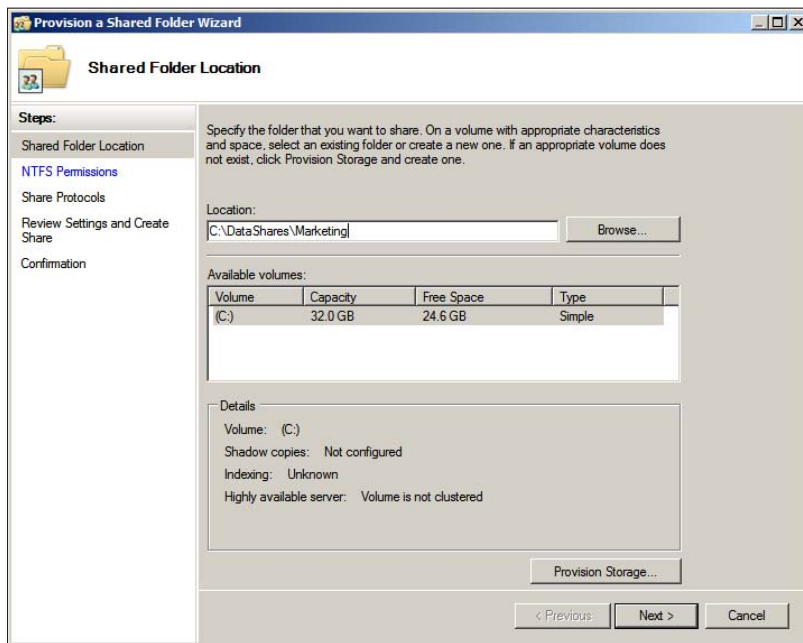 Provision a Shared Folder Wizard
Shared Folder Location
Steps:
Shared Folder Location
NTFS Permissions
Share Protocols
Review Settings and Create
Share
Confirmation
Specify the folder that you want to share. On a volume with appropriate characteristics
and space, select an existing folder or create a new one. If an appropriate volume does
not exist, click Provision Storage and create one.
Location:
C:\DataShares\Marketing
Browse...
Available volumes:
Volume Capacity Free Space Type
(C:) 32.0 GB 24.6 GB Simple
Details
Volume: (C:)
Shadow copies: Not configured
Indexing: Unknown
Highly available server: Volume is not clustered
Provision Storage...
< Previous Next > Cancel